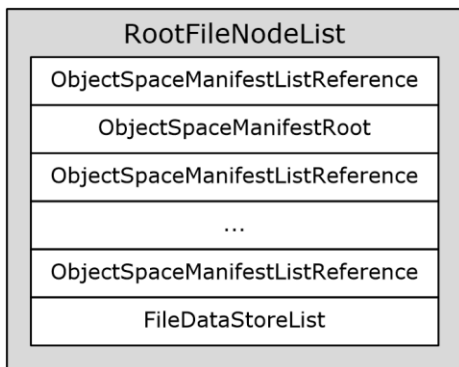 RootFileNodeList
ObjectSpaceManifestListReference
ObjectSpaceManifestRoot
ObjectSpaceManifestListReference
...
ObjectSpaceManifestListReference
FileDataStoreList